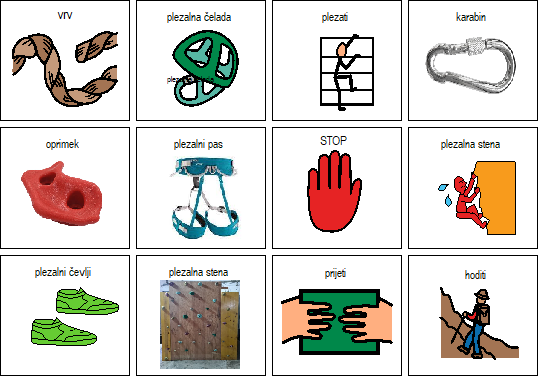 vrv
plezalna čelada
plezati
karabin
oprimek
plezalni pas
STOP
plezalna stena
plezalni čevlji
plezalna stena
prijeti
hoditi